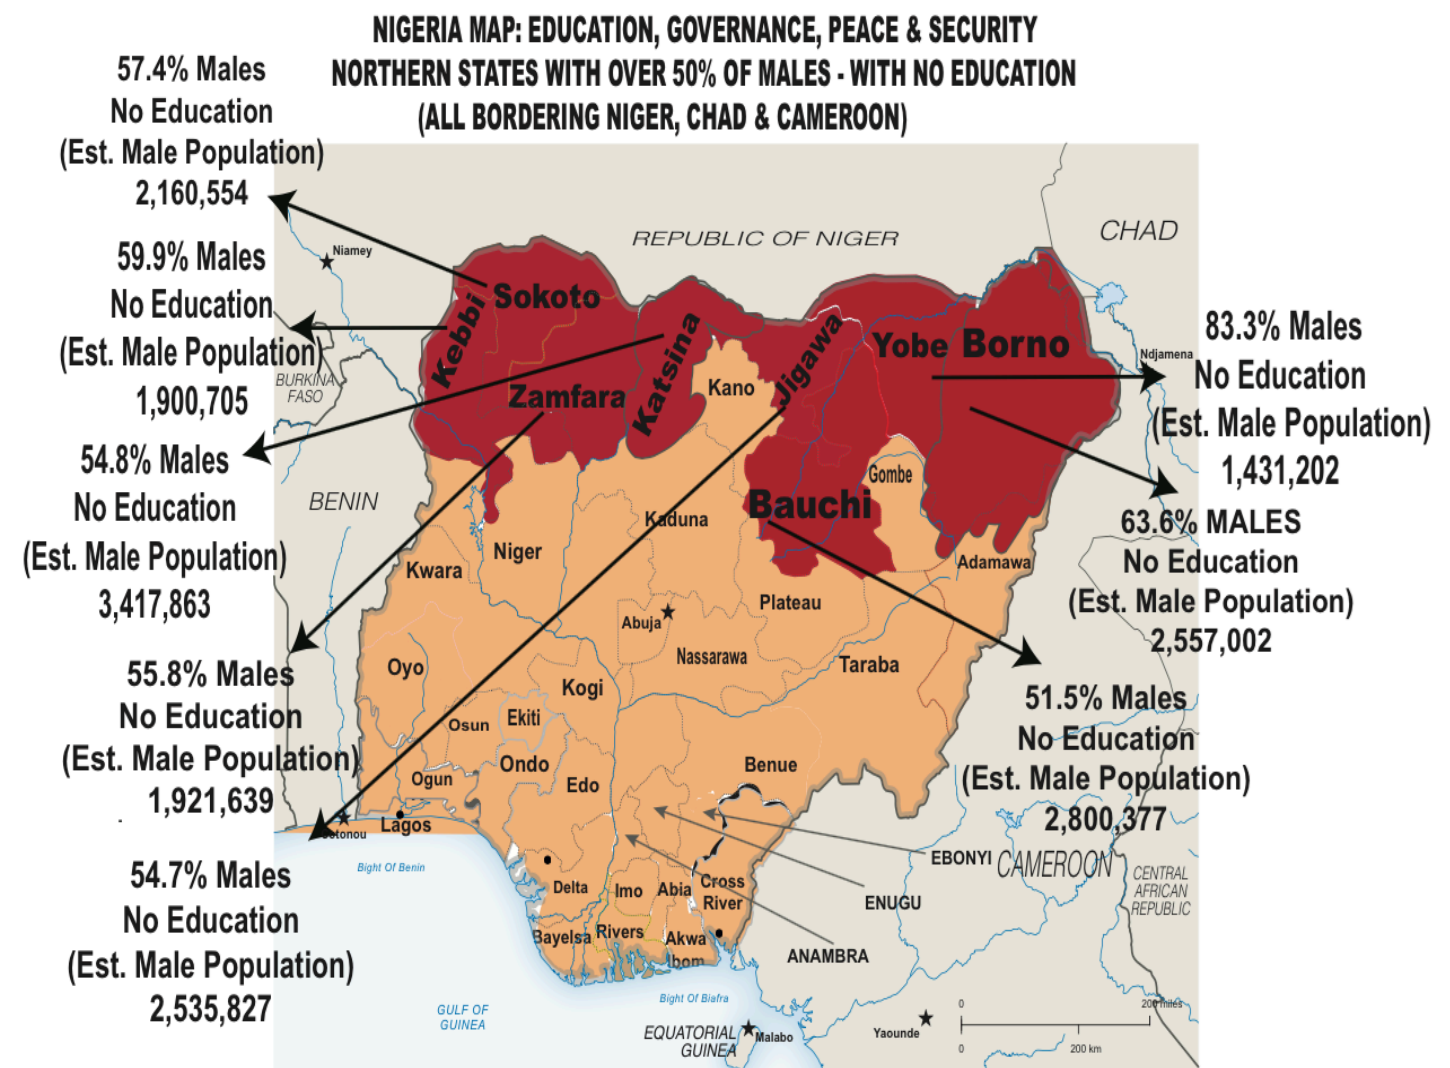 NIGERIA MAP: EDUCATION, GOVERNANCE, PEACE & SECURITY
NORTHERN STATES WITH OVER 50% OF MALES - WITH NO EDUCATION
(ALL BORDERING NIGER, CHAD & CAMEROON)
57.4% Males
No Education
(Est. Male Population)
2,160,554
59.9% Males
No Education
(Est. Male Population)
1,900,705
54.8% Males
No Education
(Est. Male Population)
3,417,863
55.8% Males
No Education
(Est. Male Population)
1,921,639
54.7% Males
No Education
(Est. Male Population)
2,535,827
REPUBLIC OF NIGER
CHAD
Niamey
BURKINA
FASO
BENIN
Sokoto
Kebbi
Zamfara
Katsina
Kano
Jigawa
Yobe
Borno
Ndjamena
Bauchi
Gombe
Kaduna
Niger
Kwara
Adamawa
Plateau
Abuja
Nassarawa
Taraba
Oyo
Kogi
Osun
Ekiti
Ondo
Ogun
Edo
Benue
Lagos
Bight Of Benin
Delta
Imo
Abia
Cross
River
Bayelsa
Rivers
Akwa
Ibom
EBONYI
ENUGU
ANAMBRA
CAMEROON
CENTRAL
AFRICAN
REPUBLIC
GULF OF
GUINEA
Bight Of Biafra
EQUATORIAL
GUINEA
Malabo
Yaounde
0
200 miles
0
200 km
83.3% Males
No Education
(Est. Male Population)
1,431,202
63.6% MALES
No Education
(Est. Male Population)
2,557,002
51.5% Males
No Education
(Est. Male Population)
2,800,377